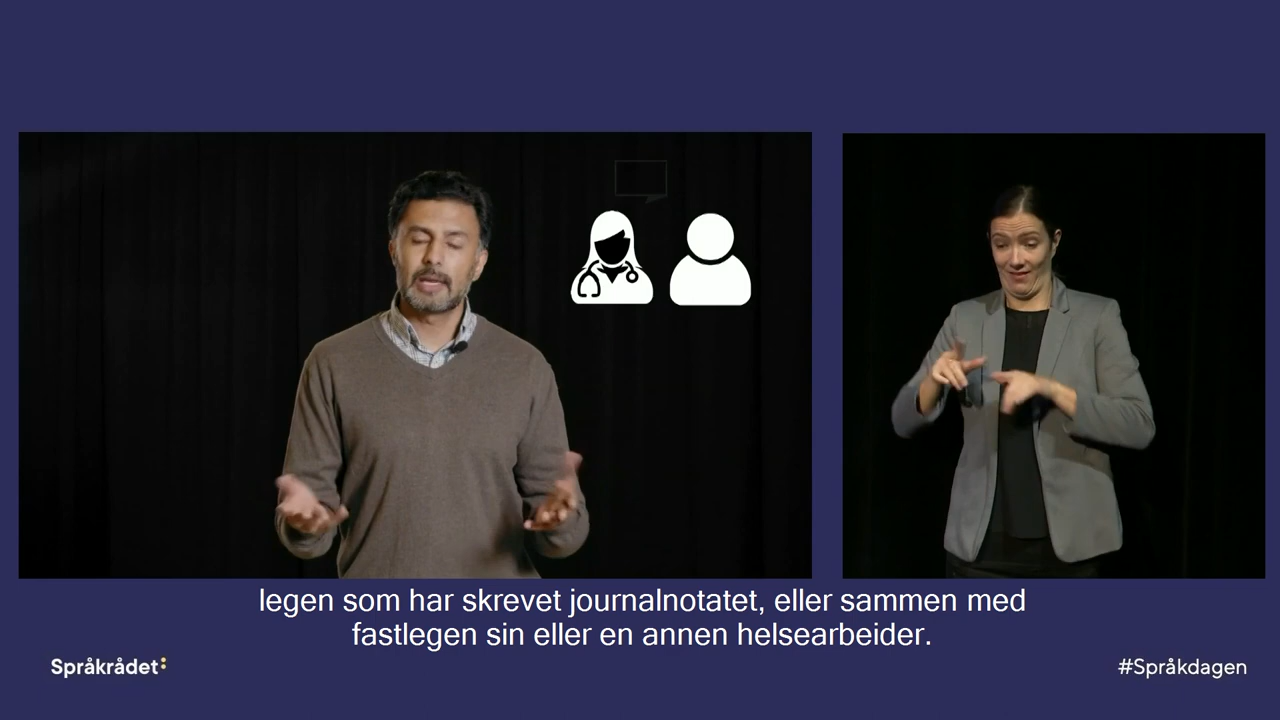 legen som har skrevet journalnotatet, eller sammen med
fastlegen sin eller en annen helsearbeider.
Språkrådet:
#Språkdagen